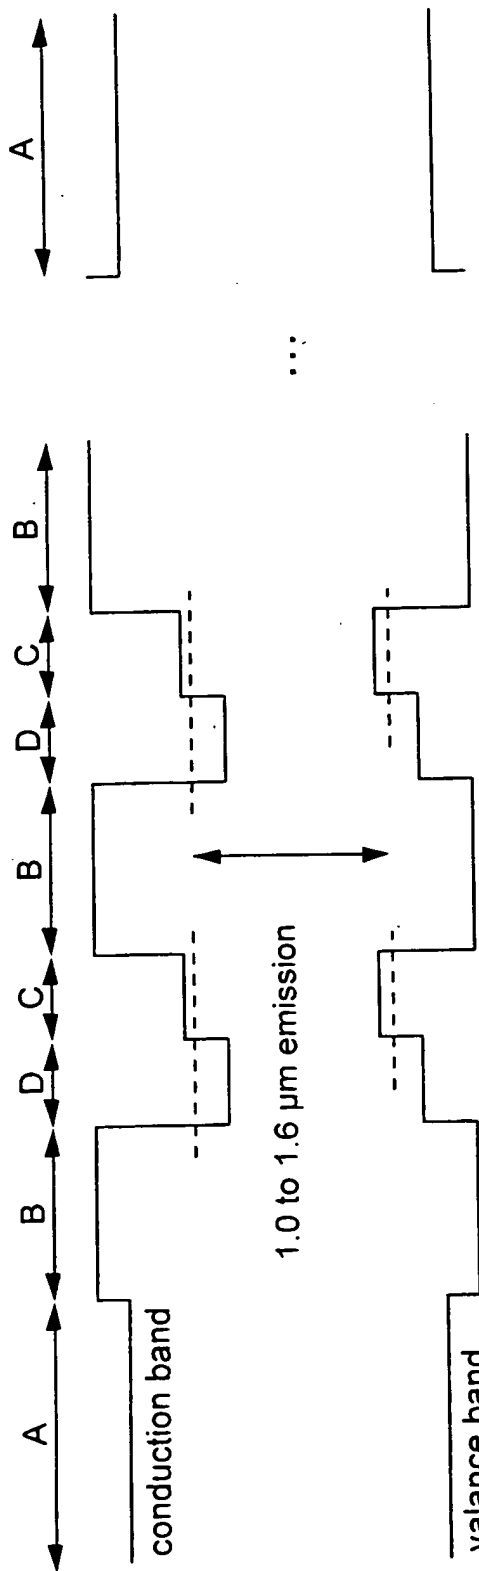 A B D C B D C B A
conduction band
1.0 to 1.6 µm emission
...
valance band